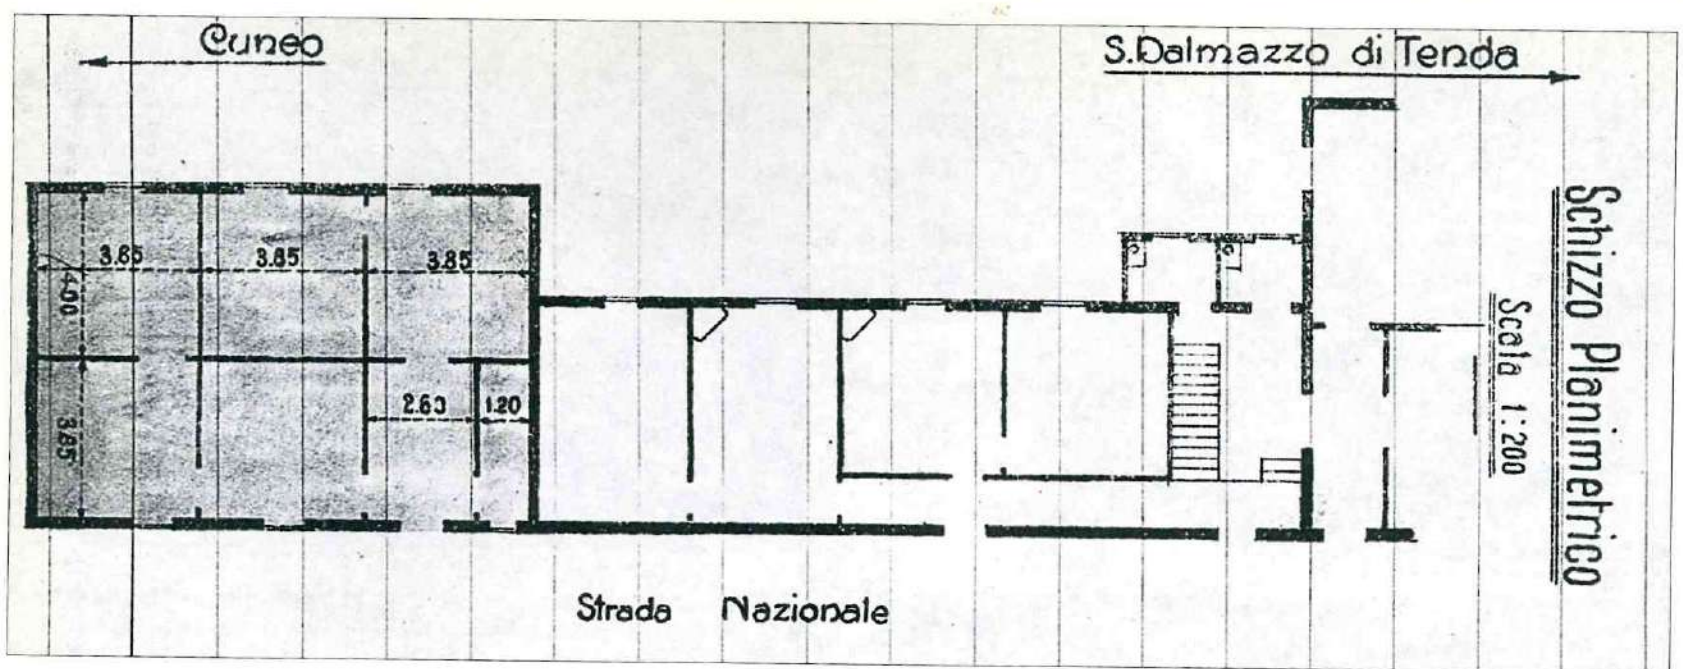 Cuneo
S. Dalmazzo di Tenda
Schizzo Planimetrico
Scala 1:200
3.85
3.85
3.85
4.00
3.85
2.63
1.20
Strada Nazionale